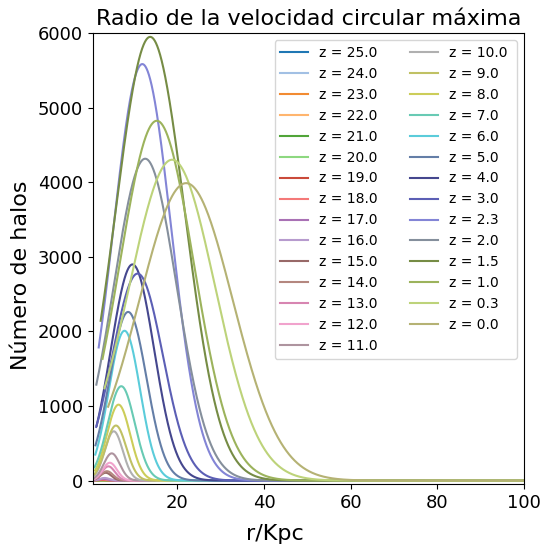 Radio de la velocidad circular máxima
6000
5000
4000
3000
2000
1000
0
Número de halos
z = 25.0
z = 24.0
z = 23.0
z = 22.0
z = 21.0
z = 20.0
z = 19.0
z = 18.0
z = 17.0
z = 16.0
z = 15.0
z = 14.0
z = 13.0
z = 12.0
z = 11.0
z = 10.0
z = 9.0
z = 8.0
z = 7.0
z = 6.0
z = 5.0
z = 4.0
z = 3.0
z = 2.3
z = 2.0
z = 1.5
z = 1.0
z = 0.3
z = 0.0
20 40 60 80 100
r/Kpc